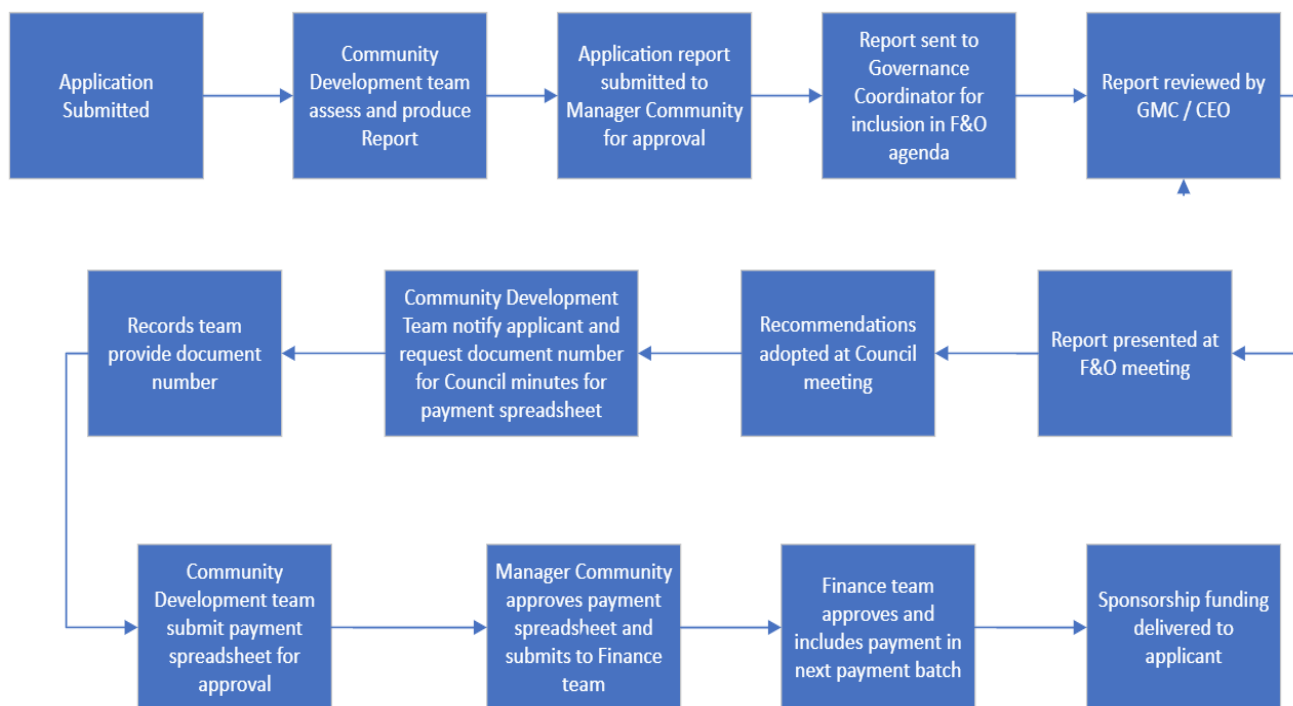 Application
Submitted
Community
Development team
assess and produce
Report
Application report
submitted to
Manager Community
for approval
Report sent to
Governance
Coordinator for
inclusion in F&O
agenda
Report reviewed by
GMC / CEO
Report presented at
F&O meeting
Recommendations
adopted at Council
meeting
Community Development
Team notify applicant and
request document number
for Council minutes for
payment spreadsheet
Records team
provide document
number
Community
Development team
submit payment
spreadsheet for
approval
Manager Community
approves payment
spreadsheet and
submits to Finance
team
Finance team
approves and
includes payment in
next payment batch
Sponsorship funding
delivered to
applicant